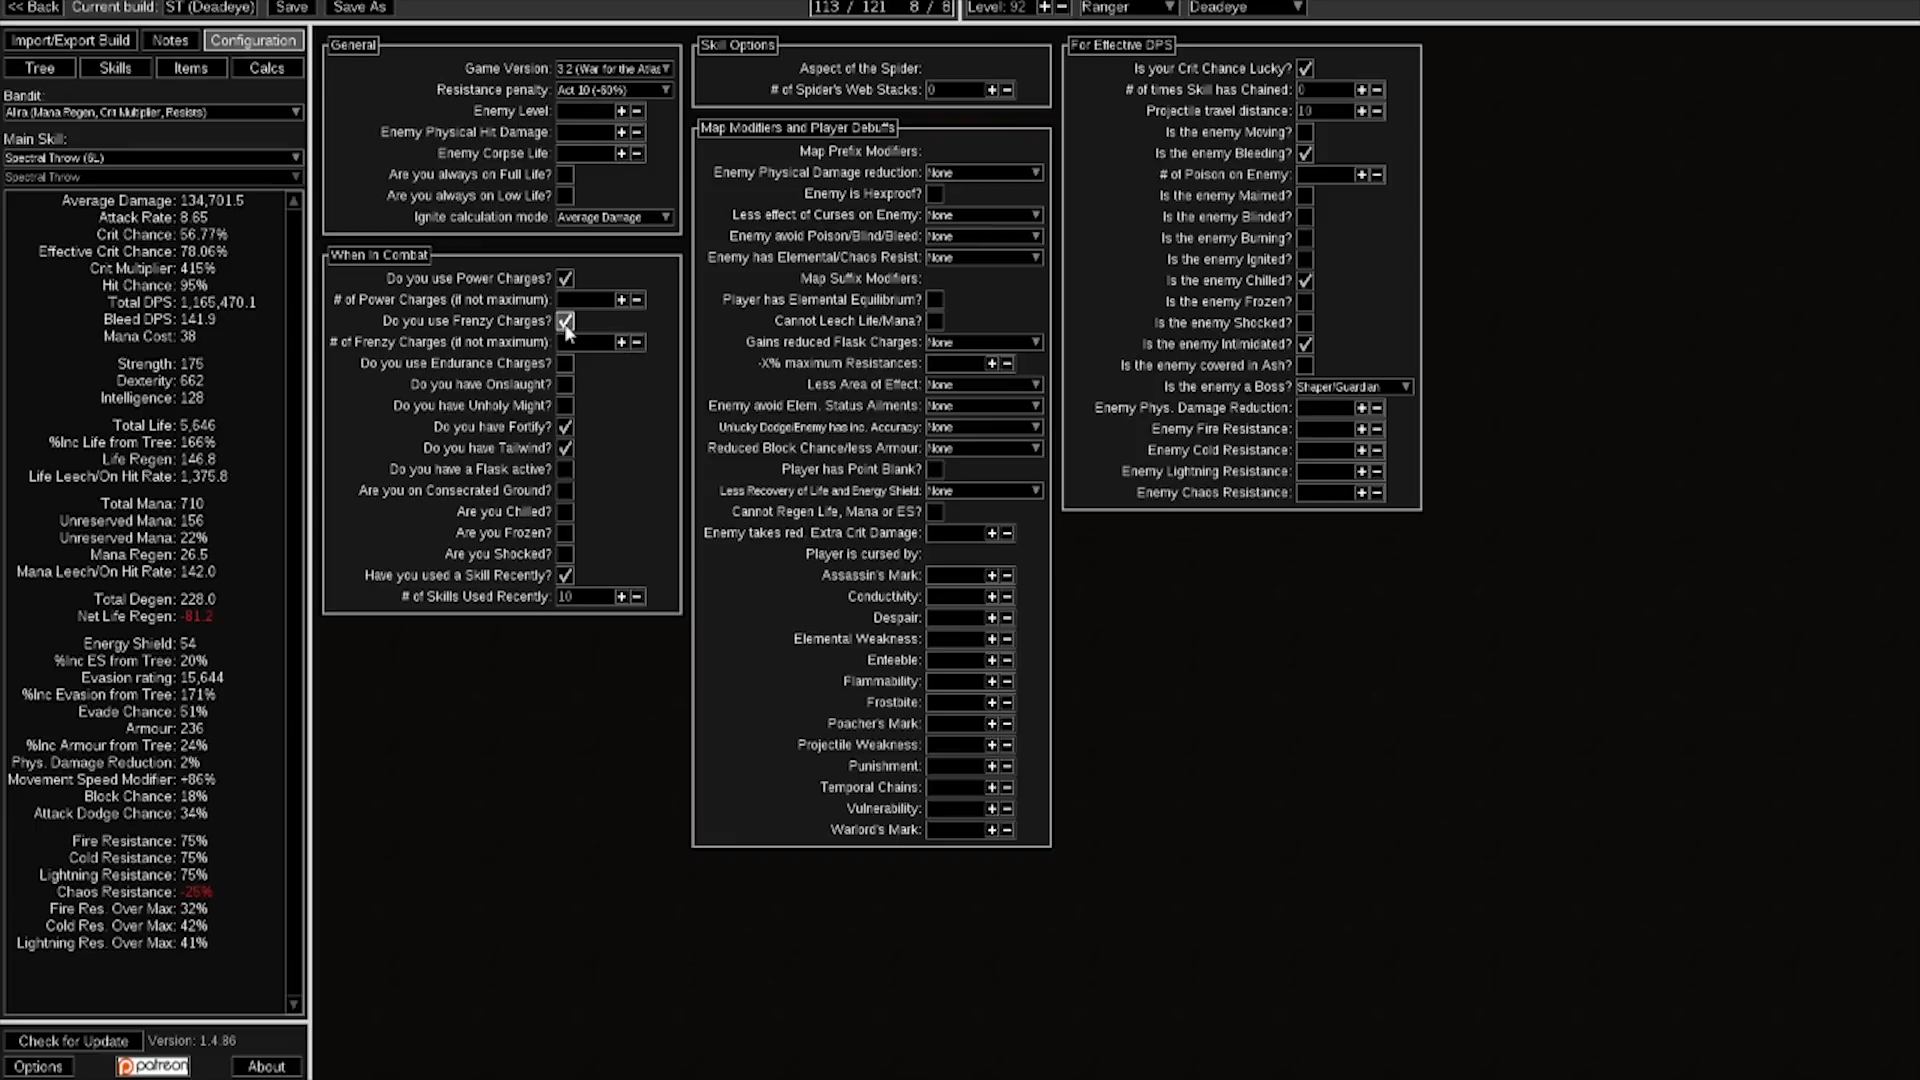 << Back Current build: ST (Deadeye) Save Save As 113 / 121 8 / 8 Level: 92 Ranger Deadeye
Import/Export Build Notes Configuration
Tree Skills Items Calcs
Bandit:
Alira (Mana Regen, Crit Multiplier, Resists)
Main Skill:
Spectral Throw (6L)
Spectral Throw
Average Damage: 134,701.5
Attack Rate: 8.65
Crit Chance: 56.77%
Effective Crit Chance: 78.06%
Crit Multiplier: 415%
Hit Chance: 95%
Total DPS: 1,165,470.1
Bleed DPS: 141.9
Mana Cost: 38
Strength: 175
Dexterity: 662
Intelligence: 128
Total Life: 5,646
%Inc Life from Tree: 166%
Life Regen: 146.8
Life Leech/On Hit Rate: 1,375.8
Total Mana: 710
Unreserved Mana: 156
Unreserved Mana: 22%
Mana Regen: 26.5
Mana Leech/On Hit Rate: 142.0
Total Degen: 228.0
Net Life Regen: -81.2
Energy Shield: 54
%Inc ES from Tree: 20%
Evasion rating: 15,644
%Inc Evasion from Tree: 171%
Evade Chance: 51%
Armour: 236
%Inc Armour from Tree: 24%
Phys. Damage Reduction: 2%
Movement Speed Modifier: +86%
Block Chance: 18%
Attack Dodge Chance: 34%
Fire Resistance: 75%
Cold Resistance: 75%
Lightning Resistance: 75%
Chaos Resistance: -25%
Fire Res. Over Max: 32%
Cold Res. Over Max: 42%
Lightning Res. Over Max: 41%
Check for Update Version: 1.4.86
Options patreon About
General
Game Version: 3.2 (War for the Atlas
Resistance penalty: Act 10 (-60%)
Enemy Level:
Enemy Physical Hit Damage:
Enemy Corpse Life:
Are you always on Full Life?
Are you always on Low Life?
Ignite calculation mode: Average Damage
When In Combat
Do you use Power Charges?
# of Power Charges (if not maximum):
Do you use Frenzy Charges?
# of Frenzy Charges (if not maximum):
Do you use Endurance Charges?
Do you have Onslaught?
Do you have Unholy Might?
Do you have Fortify?
Do you have Tailwind?
Do you have a Flask active?
Are you on Consecrated Ground?
Are you Chilled?
Are you Frozen?
Are you Shocked?
Have you used a Skill Recently?
# of Skills Used Recently: 10
Skill Options
Aspect of the Spider:
# of Spider's Web Stacks: 0
Map Modifiers and Player Debuffs
Map Prefix Modifiers:
Enemy Physical Damage reduction: None
Enemy is Hexproof?
Less effect of Curses on Enemy: None
Enemy avoid Poison/Blind/Bleed: None
Enemy has Elemental/Chaos Resist: None
Map Suffix Modifiers:
Player has Elemental Equilibrium?
Cannot Leech Life/Mana?
Gains reduced Flask Charges: None
-X% maximum Resistances:
Less Area of Effect: None
Enemy avoid Elem. Status Ailments: None
Unlucky Dodge/Enemy has inc. Accuracy: None
Reduced Block Chance/less Armour: None
Player has Point Blank?
Less Recovery of Life and Energy Shield: None
Cannot Regen Life, Mana or ES?
Enemy takes red. Extra Crit Damage:
Player is cursed by:
Assassin's Mark:
Conductivity:
Despair:
Elemental Weakness:
Enfeeble:
Flammability:
Frostbite:
Poacher's Mark:
Projectile Weakness:
Punishment:
Temporal Chains:
Vulnerability:
Warlord's Mark:
For Effective DPS
Is your Crit Chance Lucky?
# of times Skill has Chained: 0
Projectile travel distance: 10
Is the enemy Moving?
Is the enemy Bleeding?
# of Poison on Enemy:
Is the enemy Maimed?
Is the enemy Blinded?
Is the enemy Burning?
Is the enemy Ignited?
Is the enemy Chilled?
Is the enemy Frozen?
Is the enemy Shocked?
Is the enemy Intimidated?
Is the enemy covered in Ash?
Is the enemy a Boss? Shaper/Guardian
Enemy Phys. Damage Reduction:
Enemy Fire Resistance:
Enemy Cold Resistance:
Enemy Lightning Resistance:
Enemy Chaos Resistance: